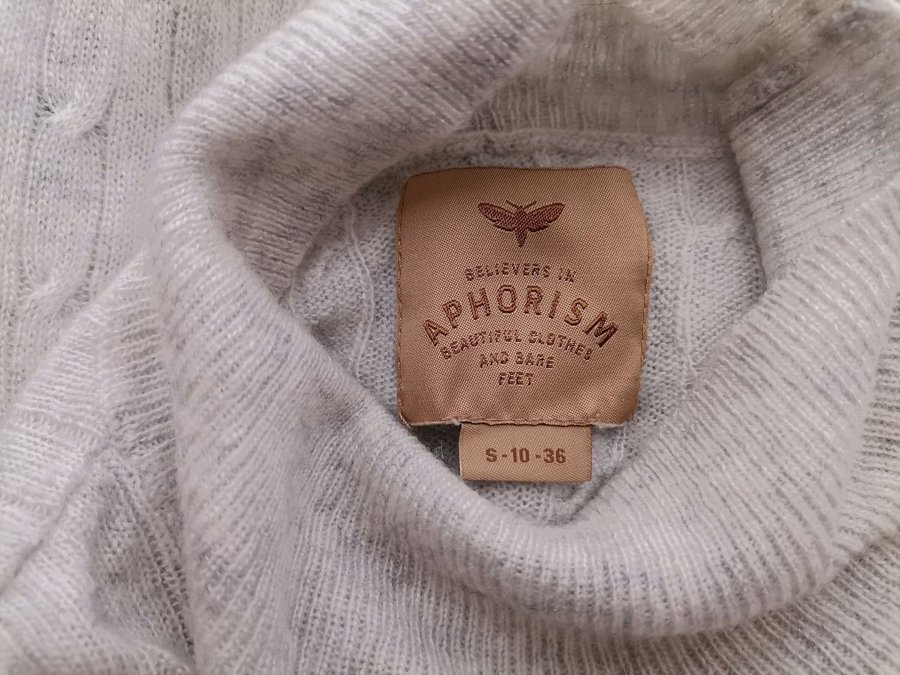 BELIEVERS IN
APHORISM
BEAUTIFUL CLOTHES
AND BARE
FEET
S-10-36